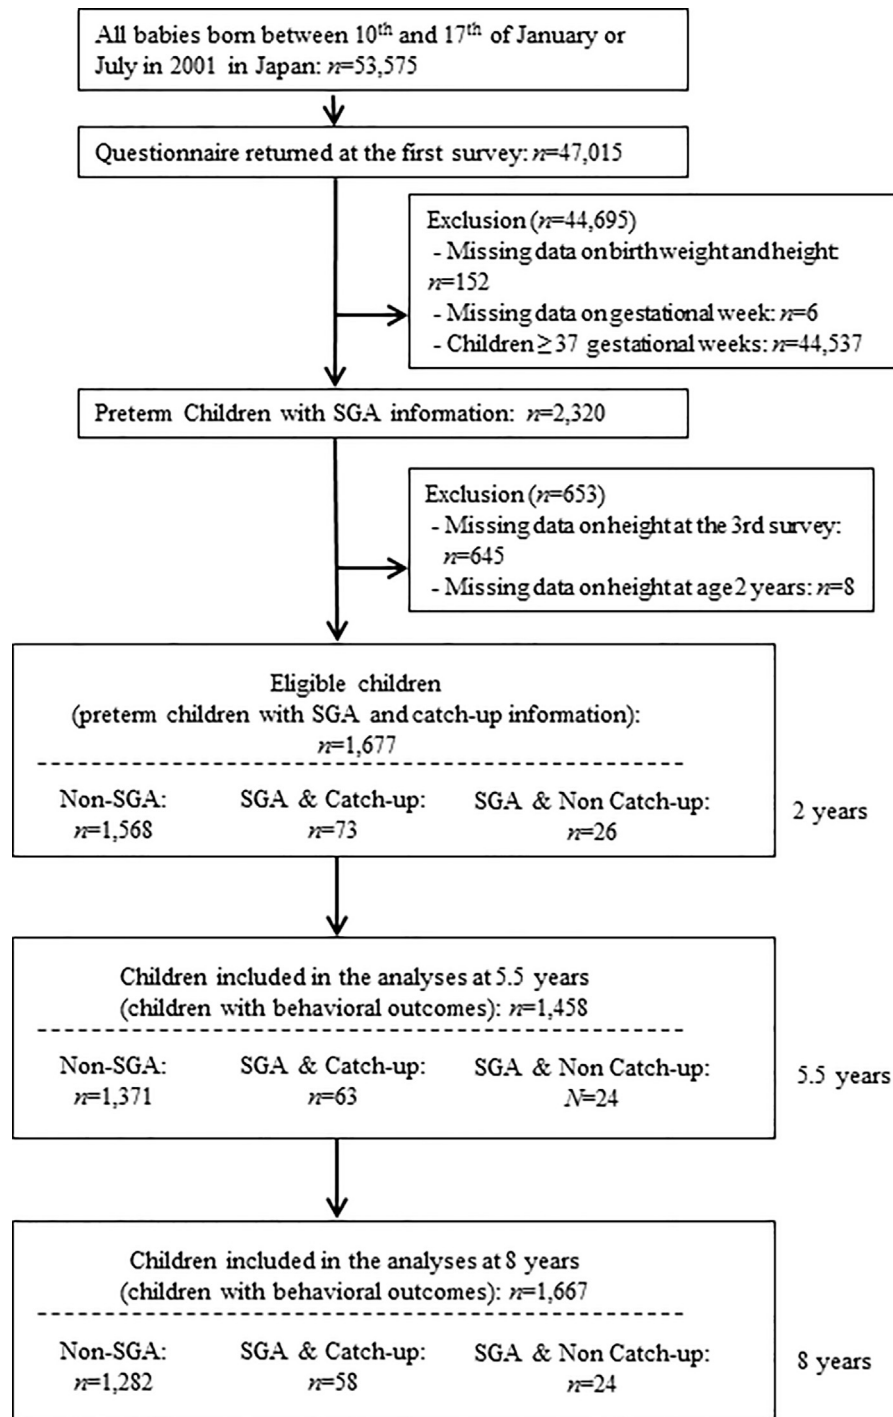 All babies born between 10th and 17th of January or
July in 2001 in Japan: n=53,575
Questionnaire returned at the first survey: n=47,015
Exclusion (n=44,695)
- Missing data on birth weight and height:
n=152
- Missing data on gestational week: n=6
- Children ≥ 37 gestational weeks: n=44,537
Preterm Children with SGA information: n=2,320
Exclusion (n=653)
- Missing data on height at the 3rd survey:
n=645
- Missing data on height at age 2 years: n=8
Eligible children
(preterm children with SGA and catch-up information):
n=1,677
Non-SGA:
n=1,568
SGA & Catch-up:
n=73
SGA & Non Catch-up:
n=26
2 years
Children included in the analyses at 5.5 years
(children with behavioral outcomes): n=1,458
Non-SGA:
n=1,371
SGA & Catch-up:
n=63
SGA & Non Catch-up:
N=24
5.5 years
Children included in the analyses at 8 years
(children with behavioral outcomes): n=1,667
Non-SGA:
n=1,282
SGA & Catch-up:
n=58
SGA & Non Catch-up:
n=24
8 years